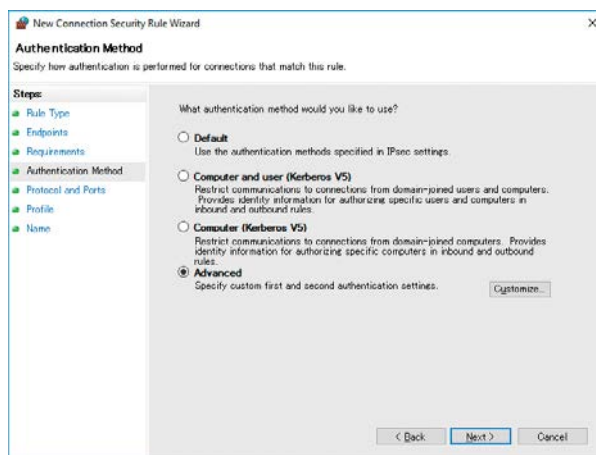 New Connection Security Rule Wizard
Authentication Method
Specify how authentication is performed for connections that match this rule.
Steps:
Rule Type
Endpoints
Requirements
Authentication Method
Protocol and Ports
Profile
Name
What authentication method would you like to use?
Default
Use the authentication methods specified in IPsec settings.
Computer and user (Kerberos V5)
Restrict communications to connections from domain-joined users and computers.
Provides identity information for authorizing specific users and computers in
inbound and outbound rules.
Computer (Kerberos V5)
Restrict communications to connections from domain-joined computers. Provides
identity information for authorizing specific computers in inbound and outbound
rules.
Advanced
Specify custom first and second authentication settings.
Customize...
< Back
Next >
Cancel